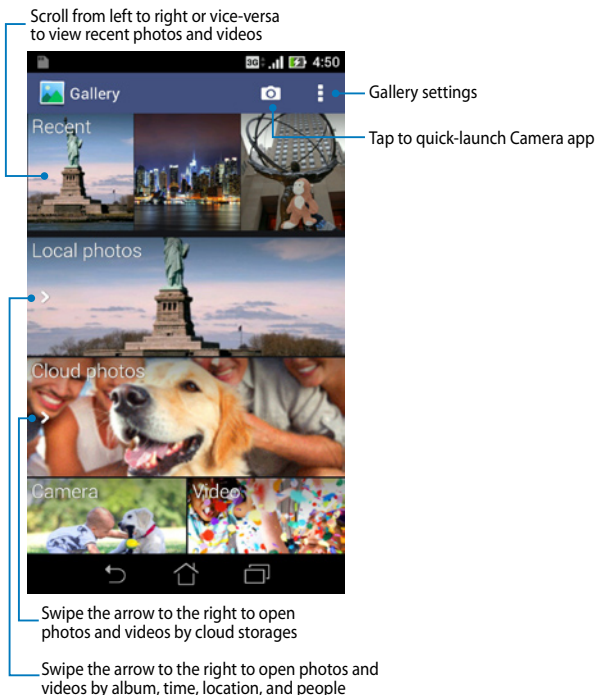 Scroll from left to right or vice-versa
to view recent photos and videos
3G 4:50
Gallery
Gallery settings
Tap to quick-launch Camera app
Recent
Local photos
Cloud photos
Camera
Video
Swipe the arrow to the right to open
photos and videos by cloud storages
Swipe the arrow to the right to open photos and
videos by album, time, location, and people